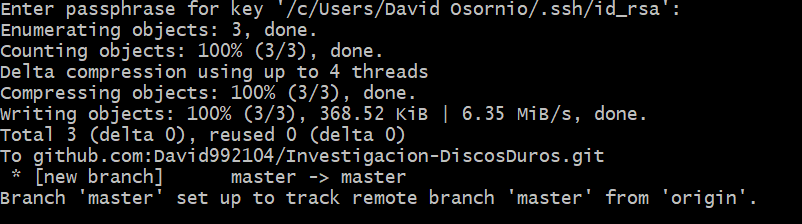 Enter passphrase for key '/c/Users/David Osornio/.ssh/id_rsa':
Enumerating objects: 3, done.
Counting objects: 100% (3/3), done.
Delta compression using up to 4 threads
Compressing objects: 100% (3/3), done.
Writing objects: 100% (3/3), 368.52 KiB | 6.35 MiB/s, done.
Total 3 (delta 0), reused 0 (delta 0)
To github.com:David992104/Investigacion-DiscosDuros.git
 * [new branch]      master -> master
Branch 'master' set up to track remote branch 'master' from 'origin'.